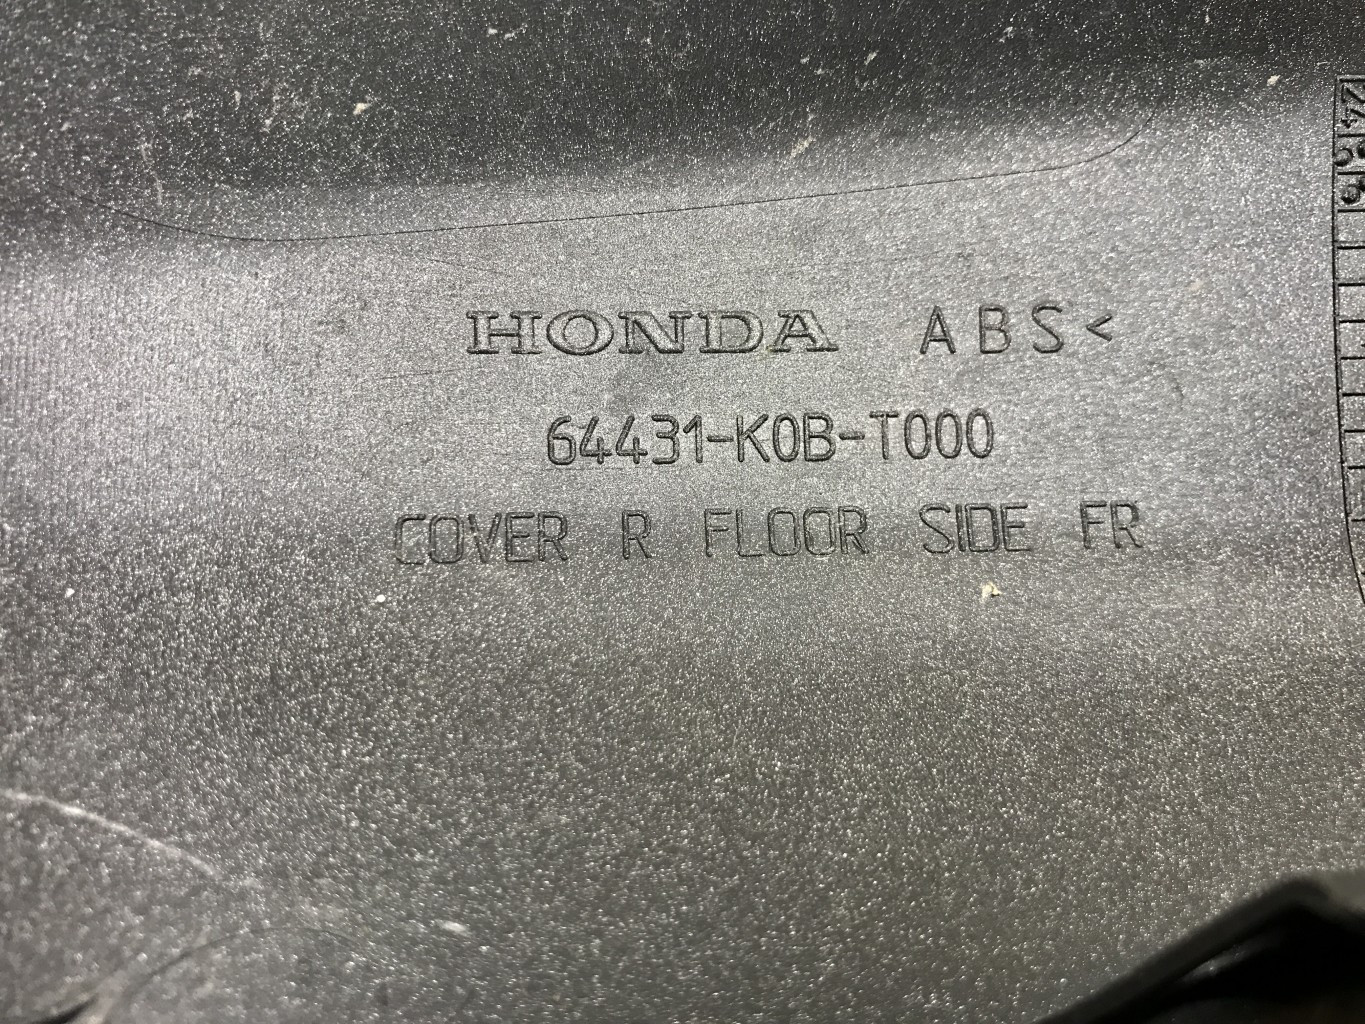 HONDA ABS<
64431-K0B-T000
COVER R FLOOR SIDE FR